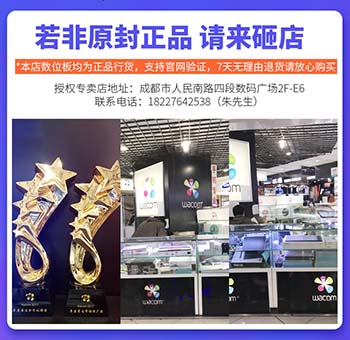 若非原封正品 请来砸店
*本店数位板均为正品行货，支持官网验证，7天无理由退货请放心购买
授权专卖店地址：成都市人民南路四段数码广场2F-E6
联系电话：18227642538（朱先生）
wacom
wacom
wacom
wacom
wacom